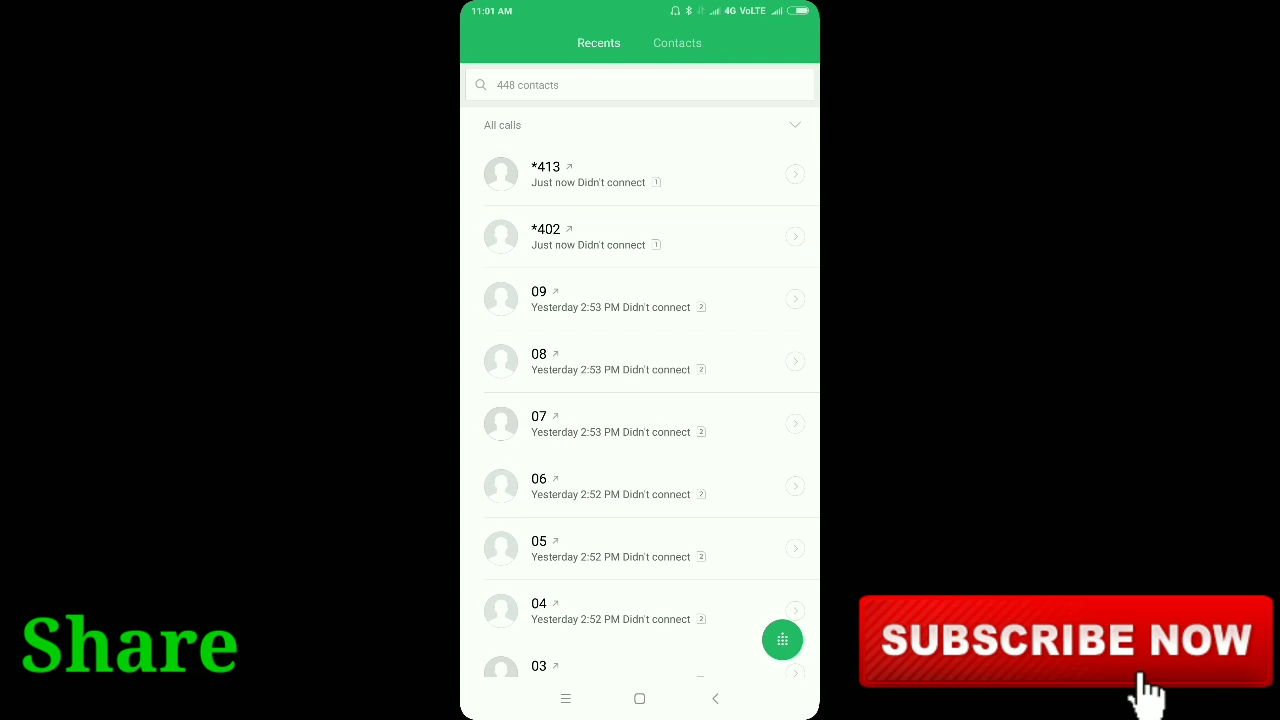 11:01 AM 4G VoLTE
Recents Contacts
448 contacts
All calls
*413
Just now Didn't connect 1
*402
Just now Didn't connect 1
09
Yesterday 2:53 PM Didn't connect 2
08
Yesterday 2:53 PM Didn't connect 2
07
Yesterday 2:53 PM Didn't connect 2
06
Yesterday 2:52 PM Didn't connect 2
05
Yesterday 2:52 PM Didn't connect 2
04
Yesterday 2:52 PM Didn't connect 2
03
Share
SUBSCRIBE NOW